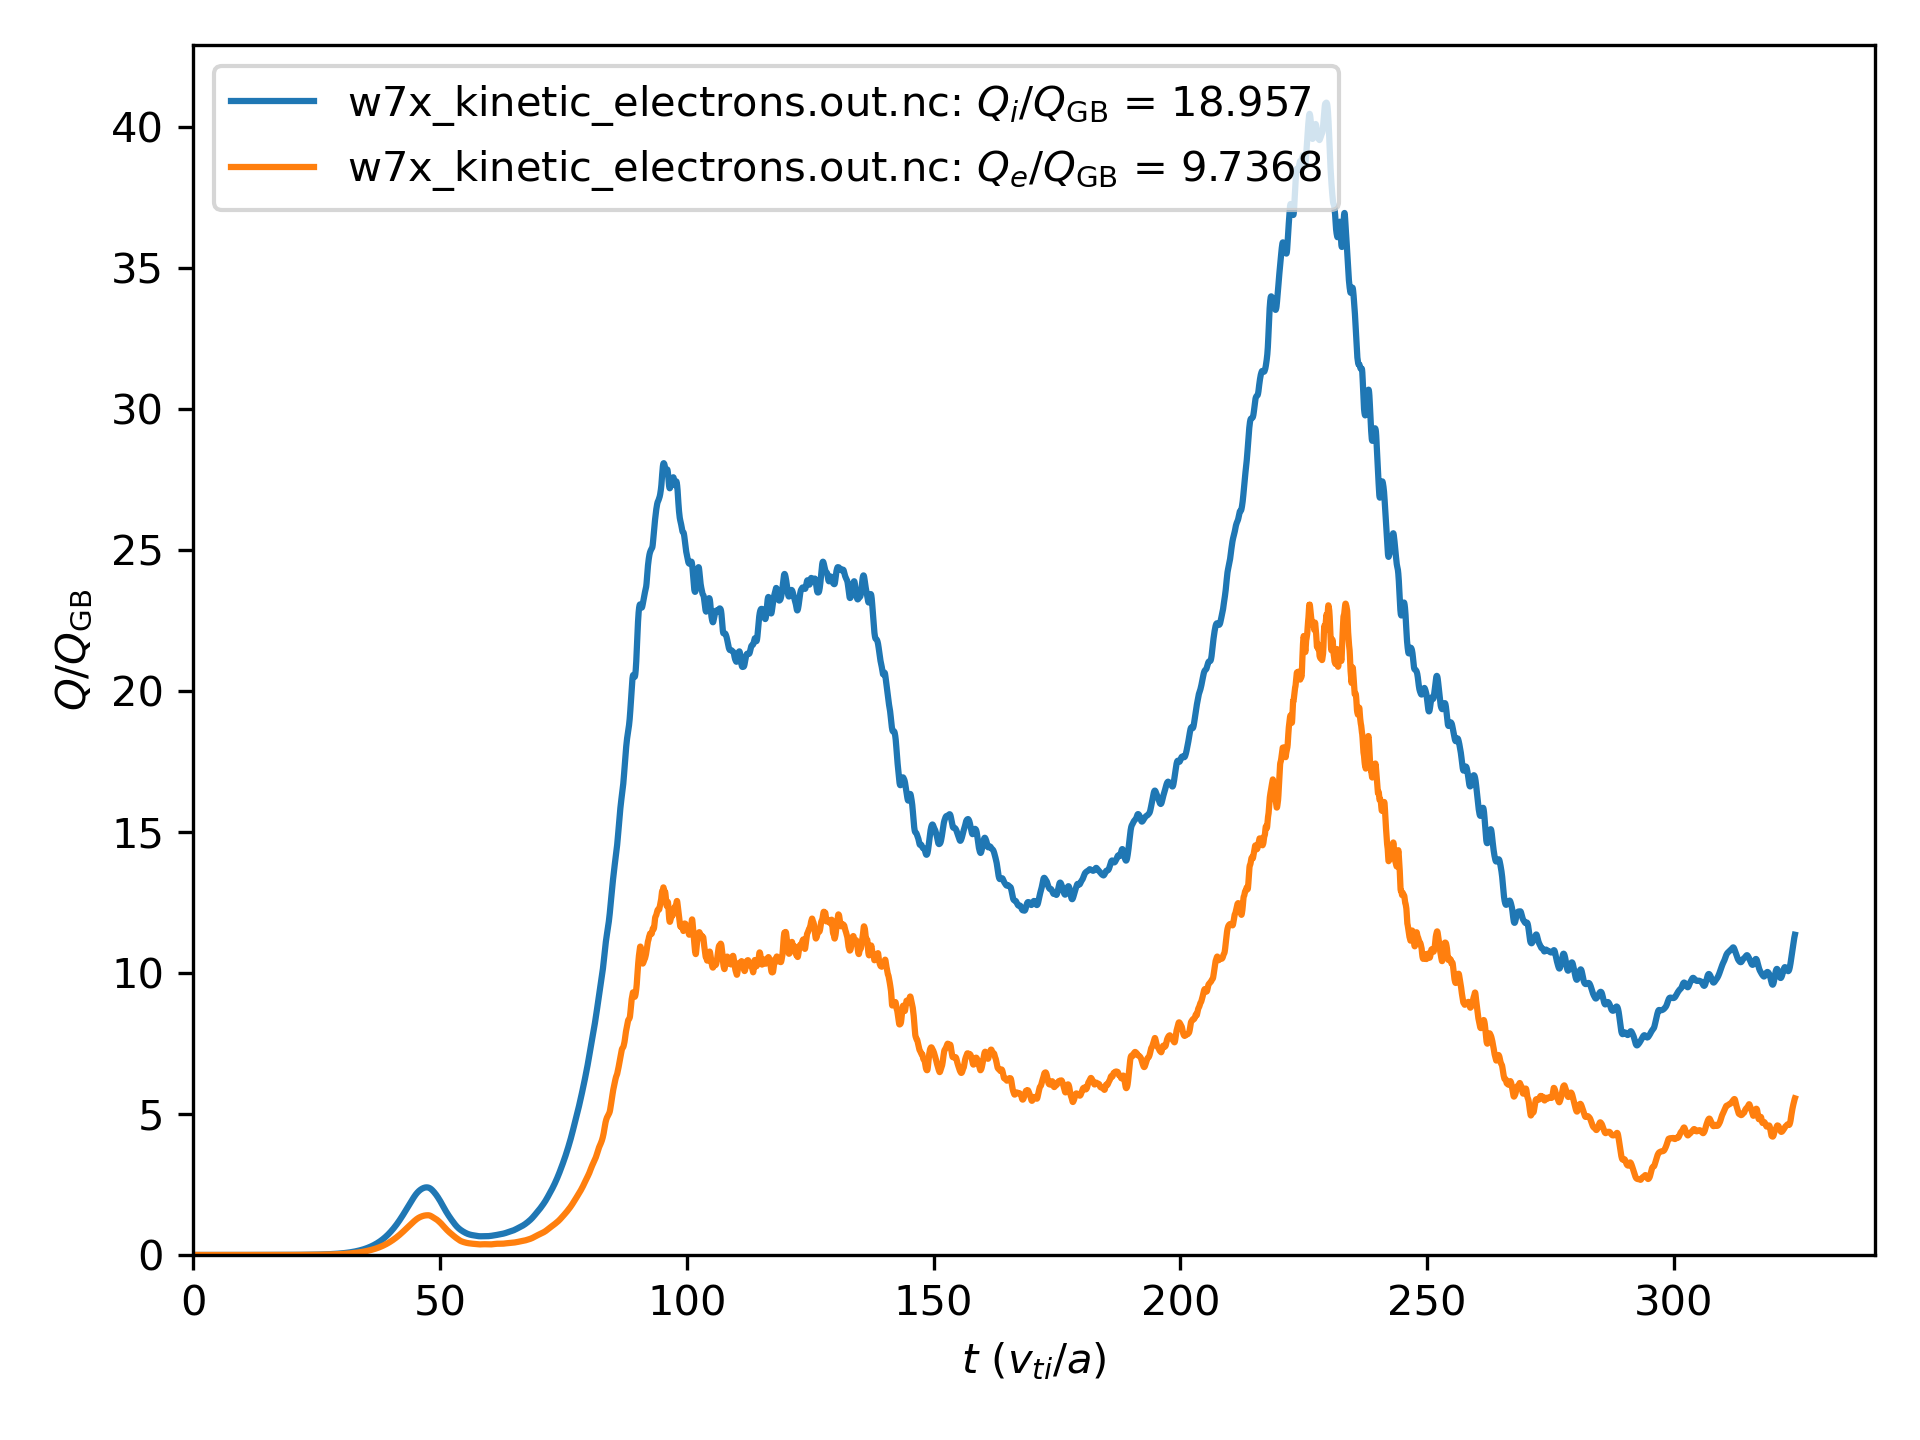 w7x_kinetic_electrons.out.nc: Qi/QGB = 18.957
w7x_kinetic_electrons.out.nc: Qe/QGB = 9.7368
40
35
30
25
20
15
10
5
0
Q/QGB
0 50 100 150 200 250 300
t (vti/a)